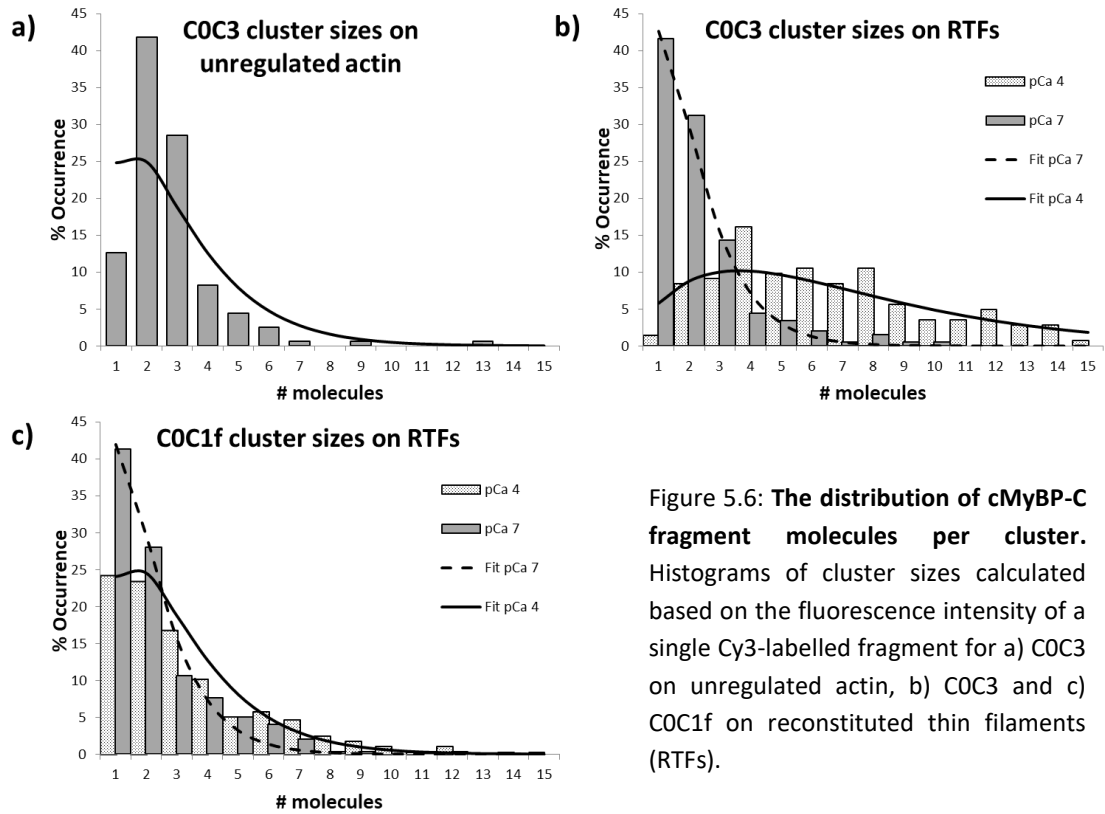 a)
C0C3 cluster sizes on
unregulated actin
% Occurrence
45
40
35
30
25
20
15
10
5
0
1 2 3 4 5 6 7 8 9 10 11 12 13 14 15
# molecules
b)
C0C3 cluster sizes on RTFs
% Occurrence
45
40
35
30
25
20
15
10
5
0
pCa 4
pCa 7
Fit pCa 7
Fit pCa 4
1 2 3 4 5 6 7 8 9 10 11 12 13 14 15
# molecules
c)
C0C1f cluster sizes on RTFs
% Occurrence
45
40
35
30
25
20
15
10
5
0
pCa 4
pCa 7
Fit pCa 7
Fit pCa 4
1 2 3 4 5 6 7 8 9 10 11 12 13 14 15
# molecules
Figure 5.6: The distribution of cMyBP-C
fragment molecules per cluster.
Histograms of cluster sizes calculated
based on the fluorescence intensity of a
single Cy3-labelled fragment for a) C0C3
on unregulated actin, b) C0C3 and c)
C0C1f on reconstituted thin filaments
(RTFs).